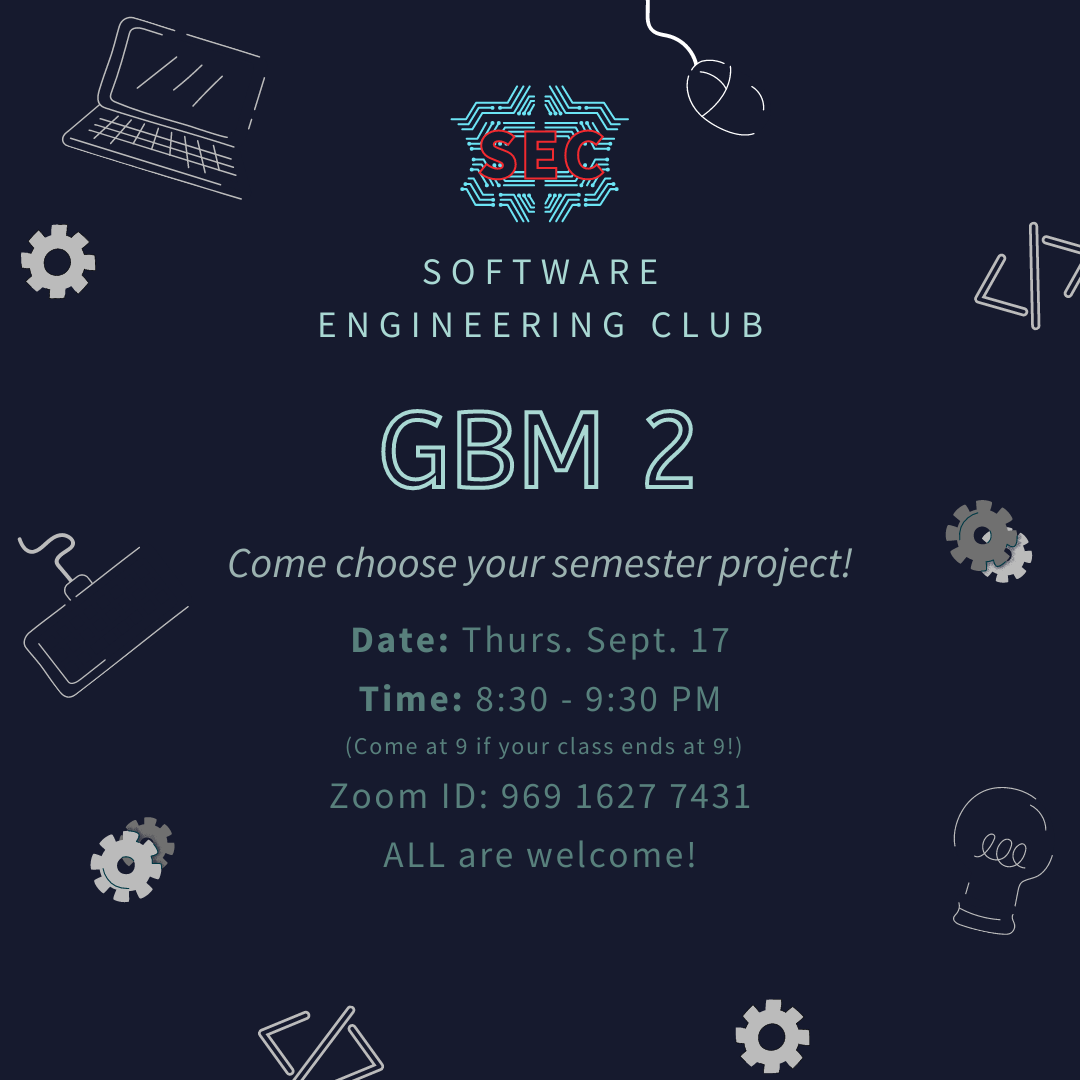 SEC
SOFTWARE
ENGINEERING CLUB
GBM 2
Come choose your semester project!
Date: Thurs. Sept. 17
Time: 8:30 - 9:30 PM
(Come at 9 if your class ends at 9!)
Zoom ID: 969 1627 7431
ALL are welcome!